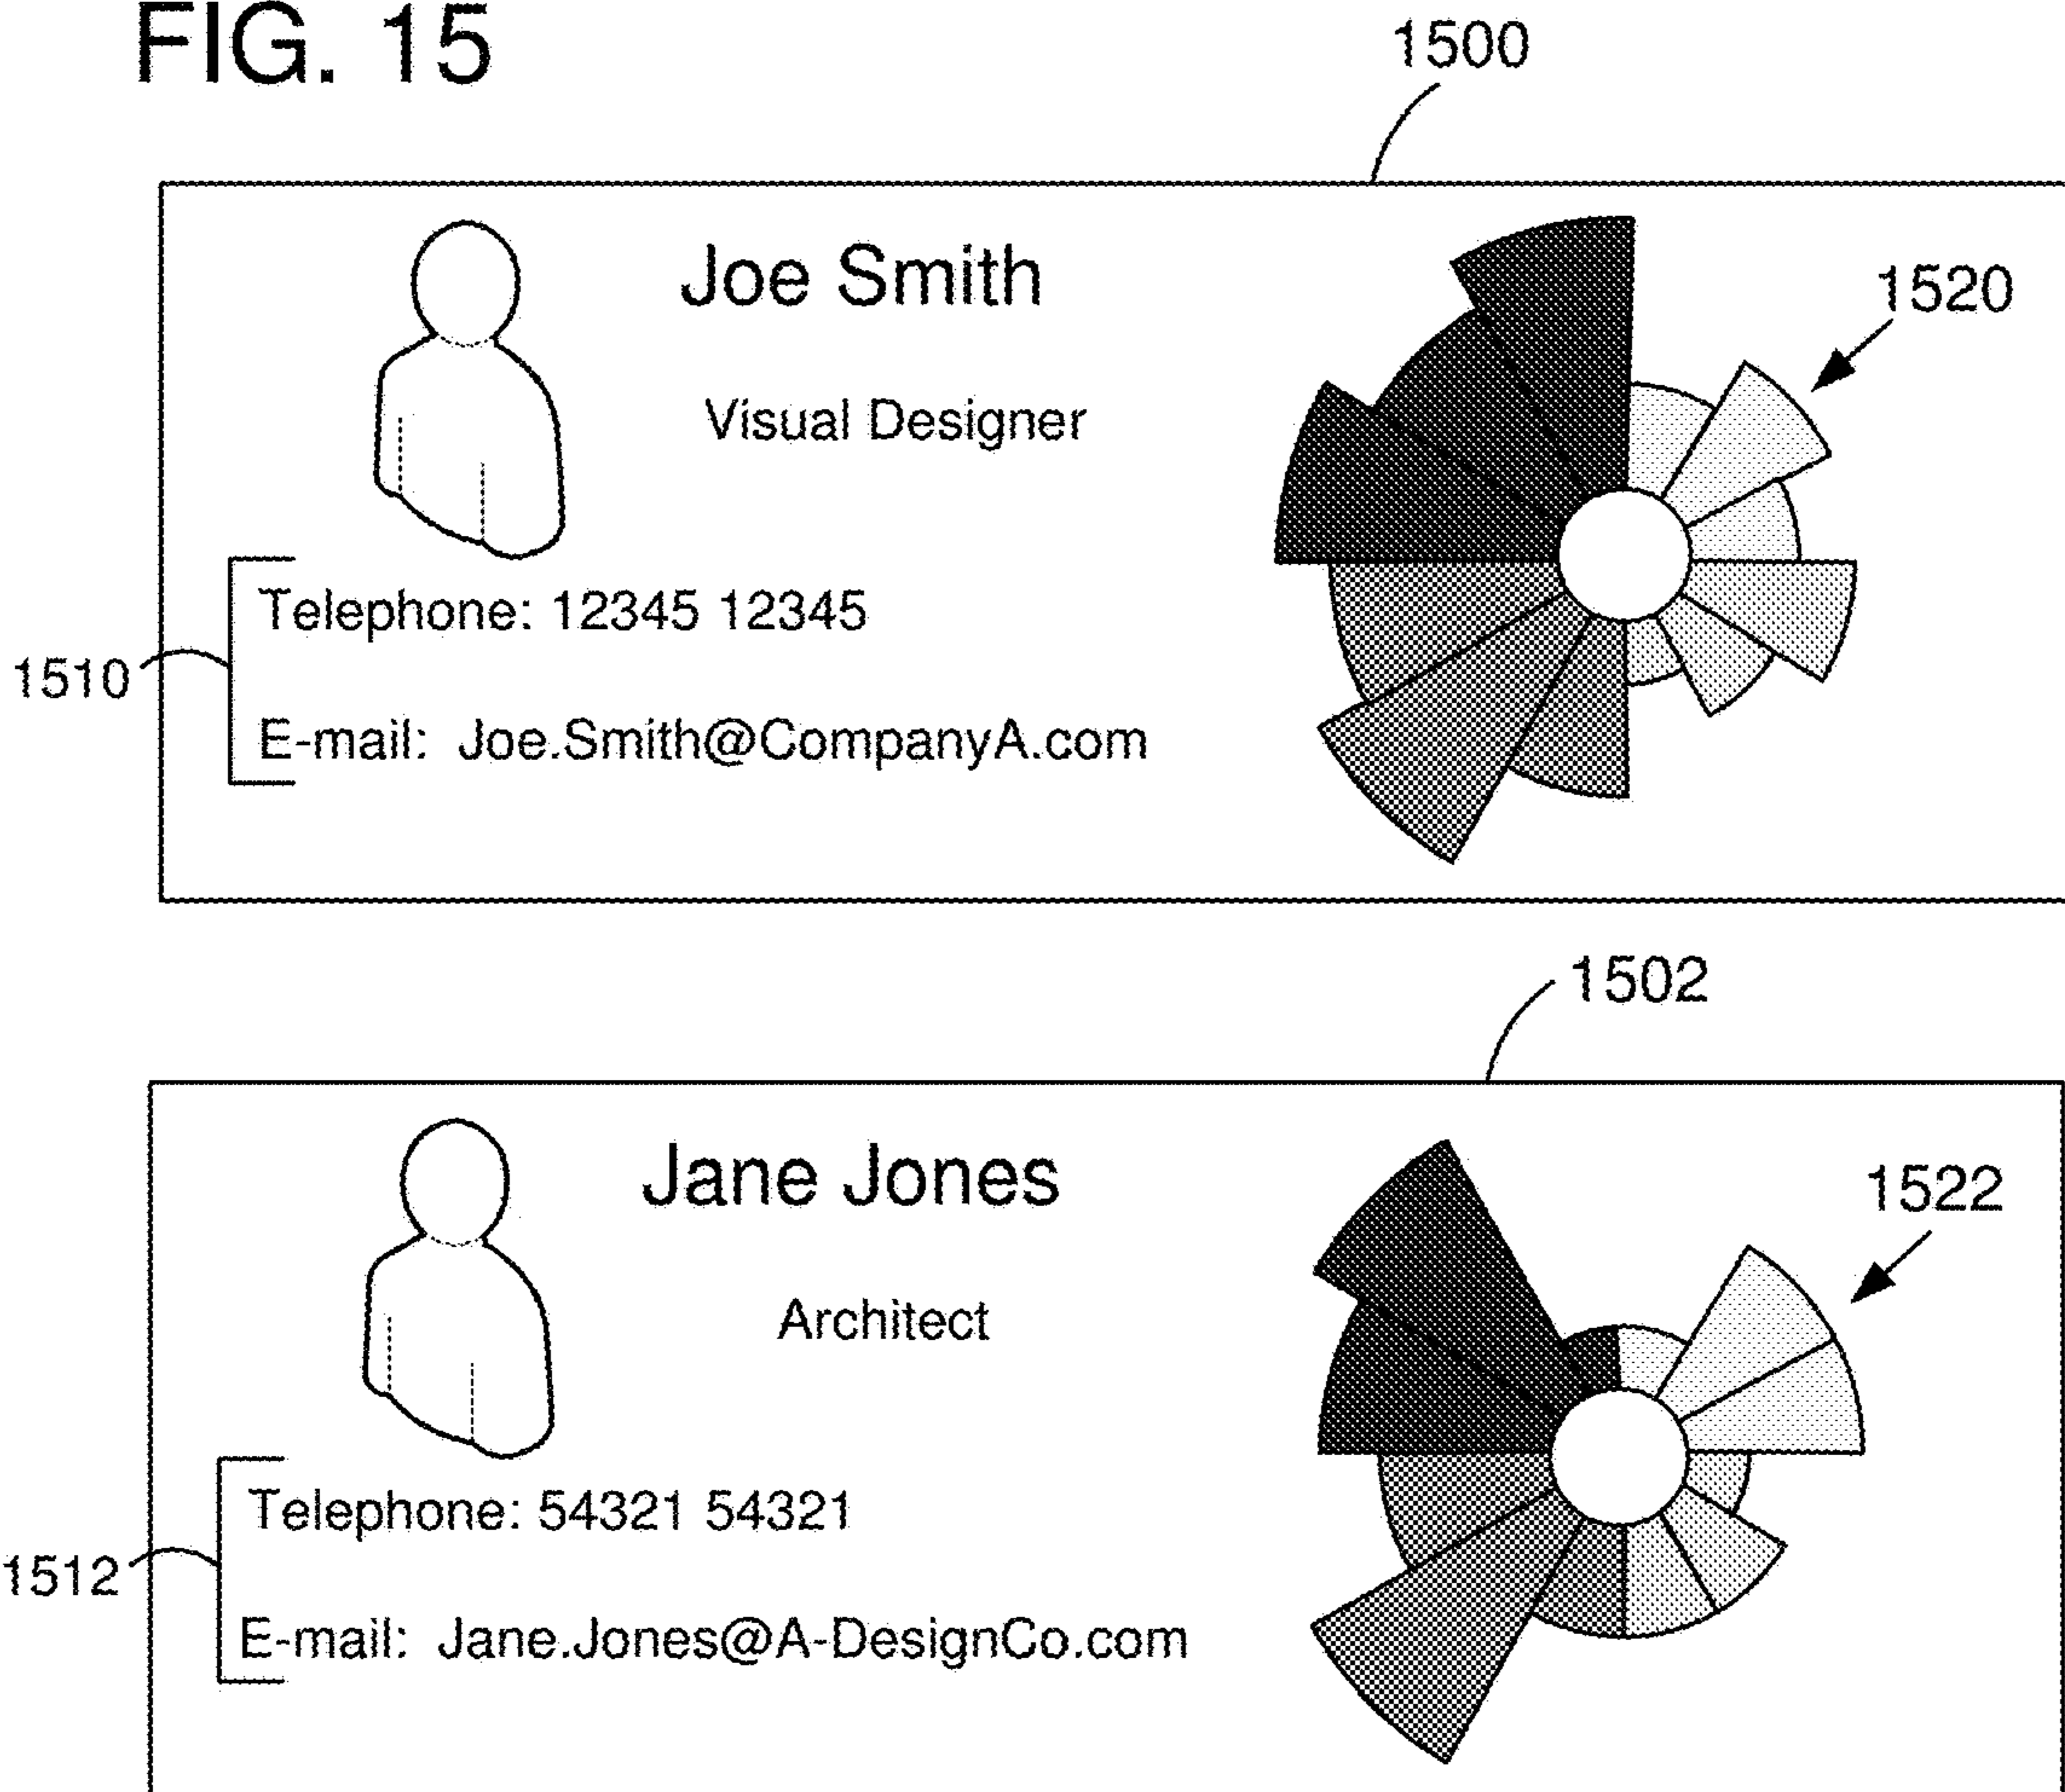 FIG. 15
1500
Joe Smith
1520
Visual Designer
Telephone: 12345 12345
1510
E-mail: Joe.Smith@CompanyA.com
1502
Jane Jones
1522
Architect
Telephone: 54321 54321
1512
E-mail: Jane.Jones@A-DesignCo.com